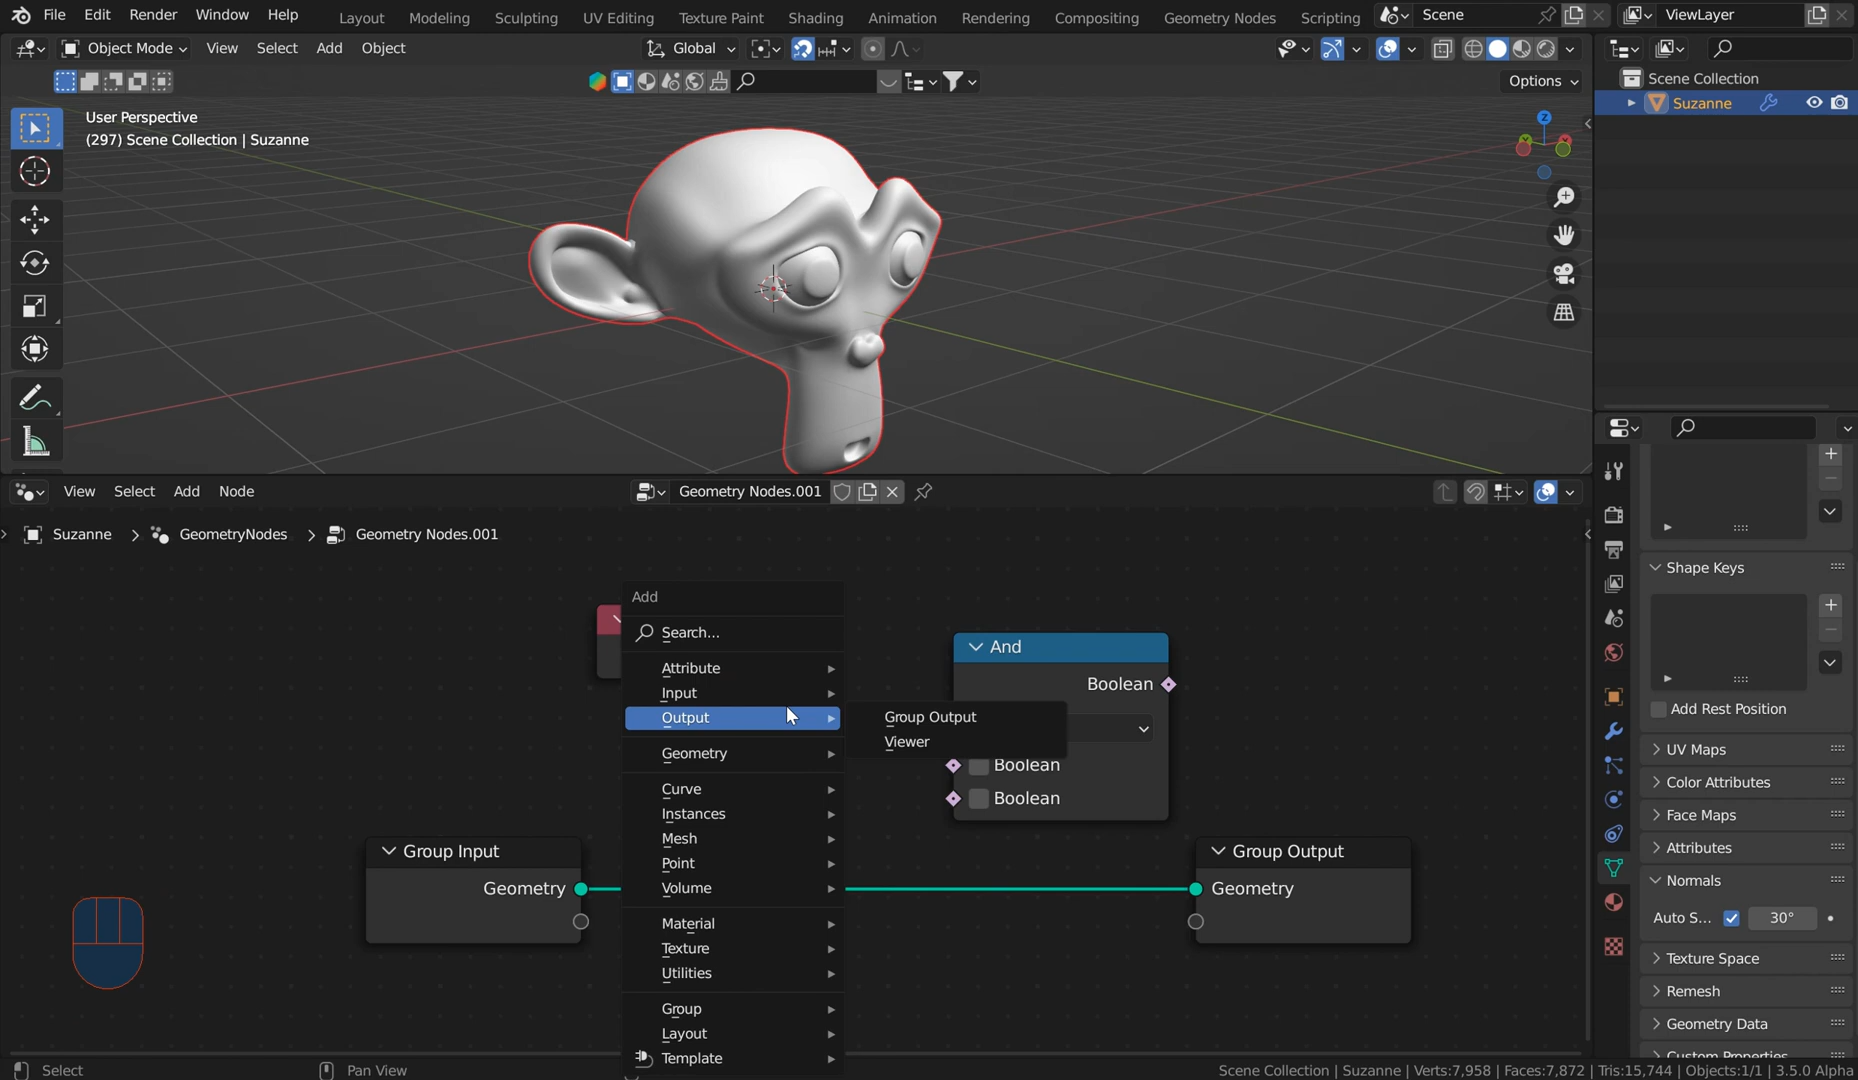 File Edit Render Window Help Layout Modeling Sculpting UV Editing Texture Paint Shading Animation Rendering Compositing Geometry Nodes Scripting Scene ViewLayer
Object Mode View Select Add Object Global
Options
Scene Collection
Suzanne
User Perspective
(297) Scene Collection | Suzanne
Z
View Select Add Node Geometry Nodes.001
Suzanne GeometryNodes Geometry Nodes.001
Add
Search...
Attribute
Input
Output
Geometry
Curve
Instances
Mesh
Point
Volume
Material
Texture
Utilities
Group
Layout
Template
Group Output
Viewer
And
Boolean
Boolean
Boolean
Group Input
Geometry
Group Output
Geometry
Shape Keys
Add Rest Position
UV Maps
Color Attributes
Face Maps
Attributes
Normals
Auto S... 30°
Texture Space
Remesh
Geometry Data
Custom Properties
Select Pan View Scene Collection | Suzanne | Verts:7,958 | Faces:7,872 | Tris:15,744 | Objects:1/1 | 3.5.0 Alpha